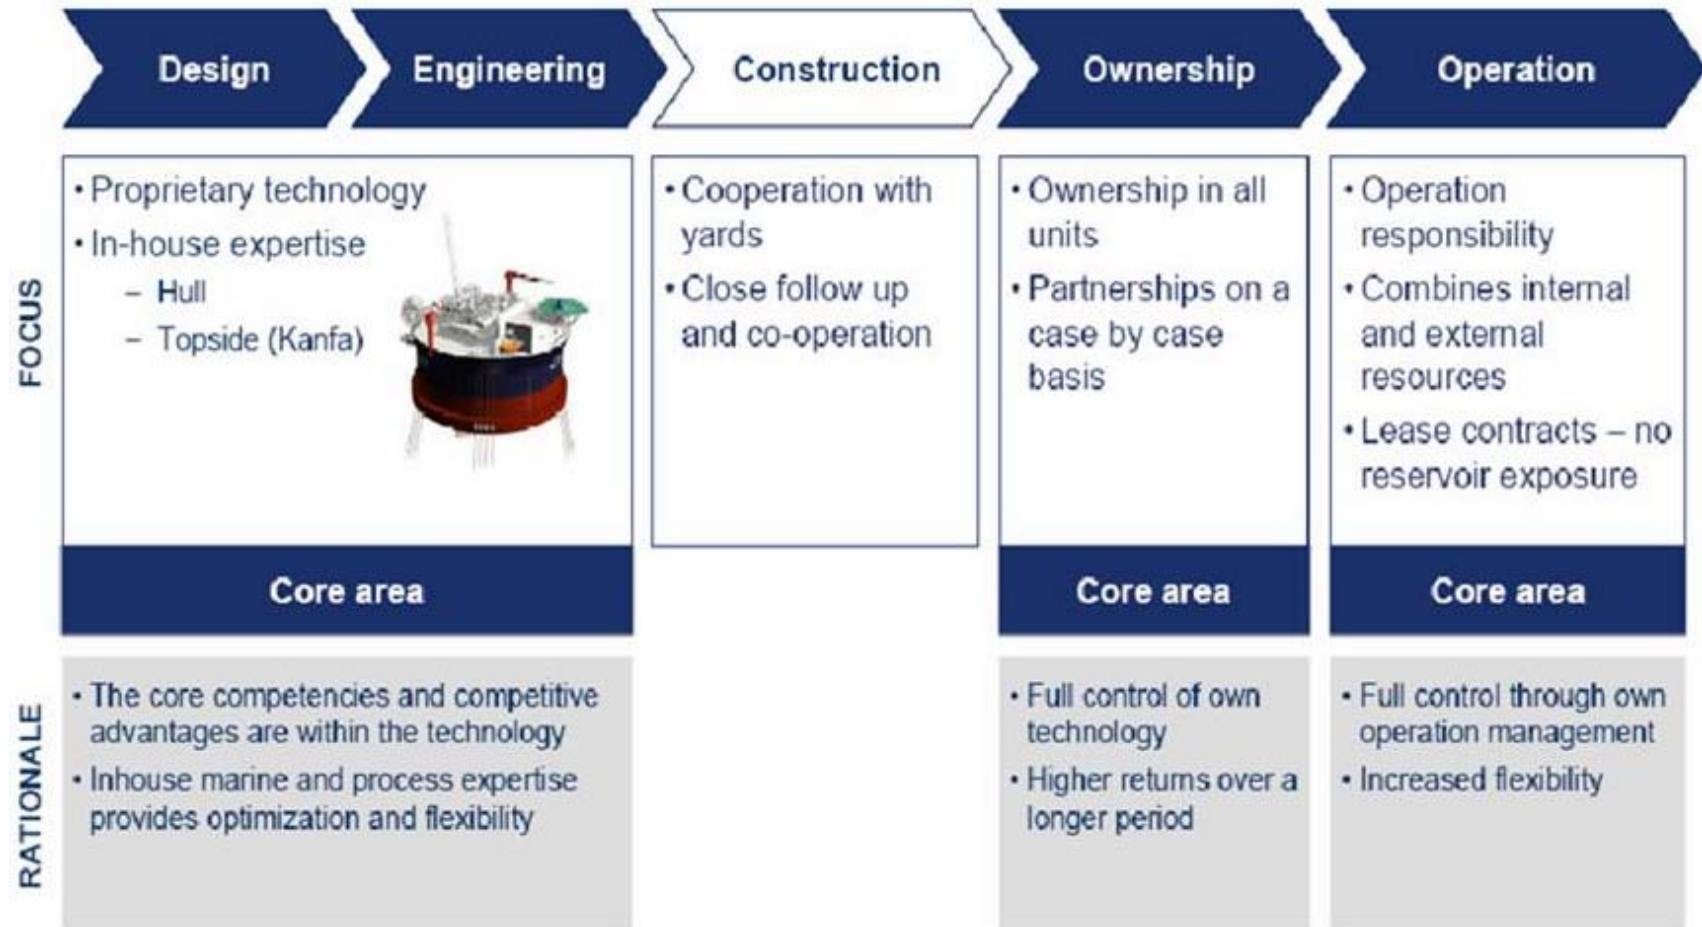 Design
Engineering
Construction
Ownership
Operation
FOCUS
• Proprietary technology
• In-house expertise
– Hull
– Topside (Kanfa)
• Cooperation with
yards
• Close follow up
and co-operation
• Ownership in all
units
• Partnerships on a
case by case
basis
• Operation
responsibility
• Combines internal
and external
resources
• Lease contracts – no
reservoir exposure
Core area
Core area
Core area
RATIONALE
• The core competencies and competitive
advantages are within the technology
• Inhouse marine and process expertise
provides optimization and flexibility
• Full control of own
technology
• Higher returns over a
longer period
• Full control through own
operation management
• Increased flexibility